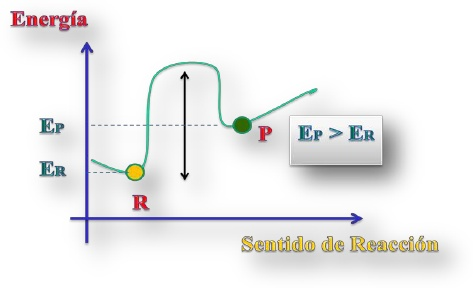 Energía
EP
P
EP > ER
ER
R
Sentido de Reacción